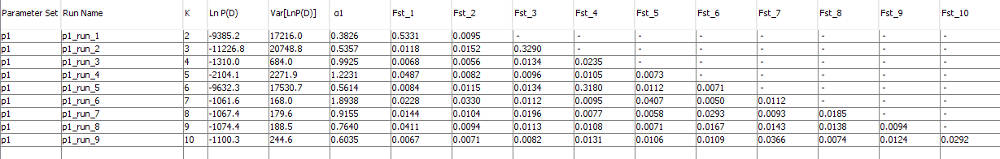 Parameter Set Run Name K Ln P(D) Var[LnP(D)] α1 Fst_1 Fst_2 Fst_3 Fst_4 Fst_5 Fst_6 Fst_7 Fst_8 Fst_9 Fst_10
p1 p1_run_1 2 -9385.2 17216.0 0.3826 0.5331 0.0095 - - - - - - - -
p1 p1_run_2 3 -11226.8 20748.8 0.5357 0.0118 0.0152 0.3290 - - - - - - -
p1 p1_run_3 4 -1310.0 684.0 0.9925 0.0068 0.0056 0.0134 0.0235 - - - - - -
p1 p1_run_4 5 -2104.1 2271.9 1.2231 0.0487 0.0082 0.0096 0.0105 0.0073 - - - - -
p1 p1_run_5 6 -9632.3 17530.7 0.5614 0.0084 0.0115 0.0134 0.3180 0.0112 0.0071 - - - -
p1 p1_run_6 7 -1061.6 168.0 1.8938 0.0228 0.0330 0.0112 0.0095 0.0407 0.0050 0.0112 - - -
p1 p1_run_7 8 -1067.4 179.6 0.9155 0.0144 0.0104 0.0196 0.0077 0.0058 0.0293 0.0093 0.0185 - -
p1 p1_run_8 9 -1074.4 188.5 0.7640 0.0411 0.0094 0.0113 0.0108 0.0071 0.0167 0.0143 0.0138 0.0094 -
p1 p1_run_9 10 -1100.3 244.6 0.6035 0.0067 0.0071 0.0082 0.0131 0.0106 0.0109 0.0366 0.0074 0.0124 0.0292